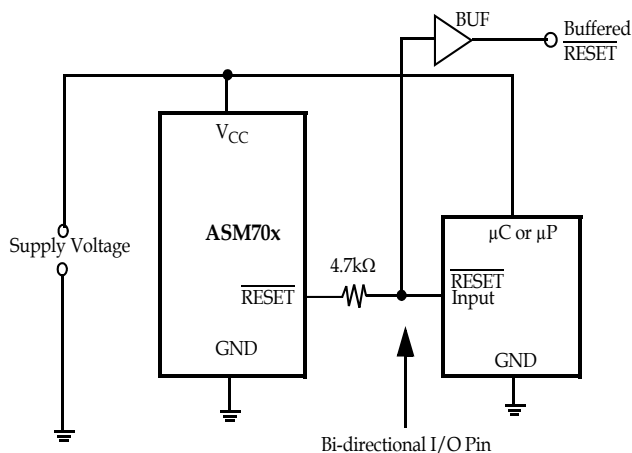 BUF
Buffered
RESET
VCC
ASM70x
µC or µP
Supply Voltage
4.7kΩ
RESET
RESET
Input
GND
GND
Bi-directional I/O Pin